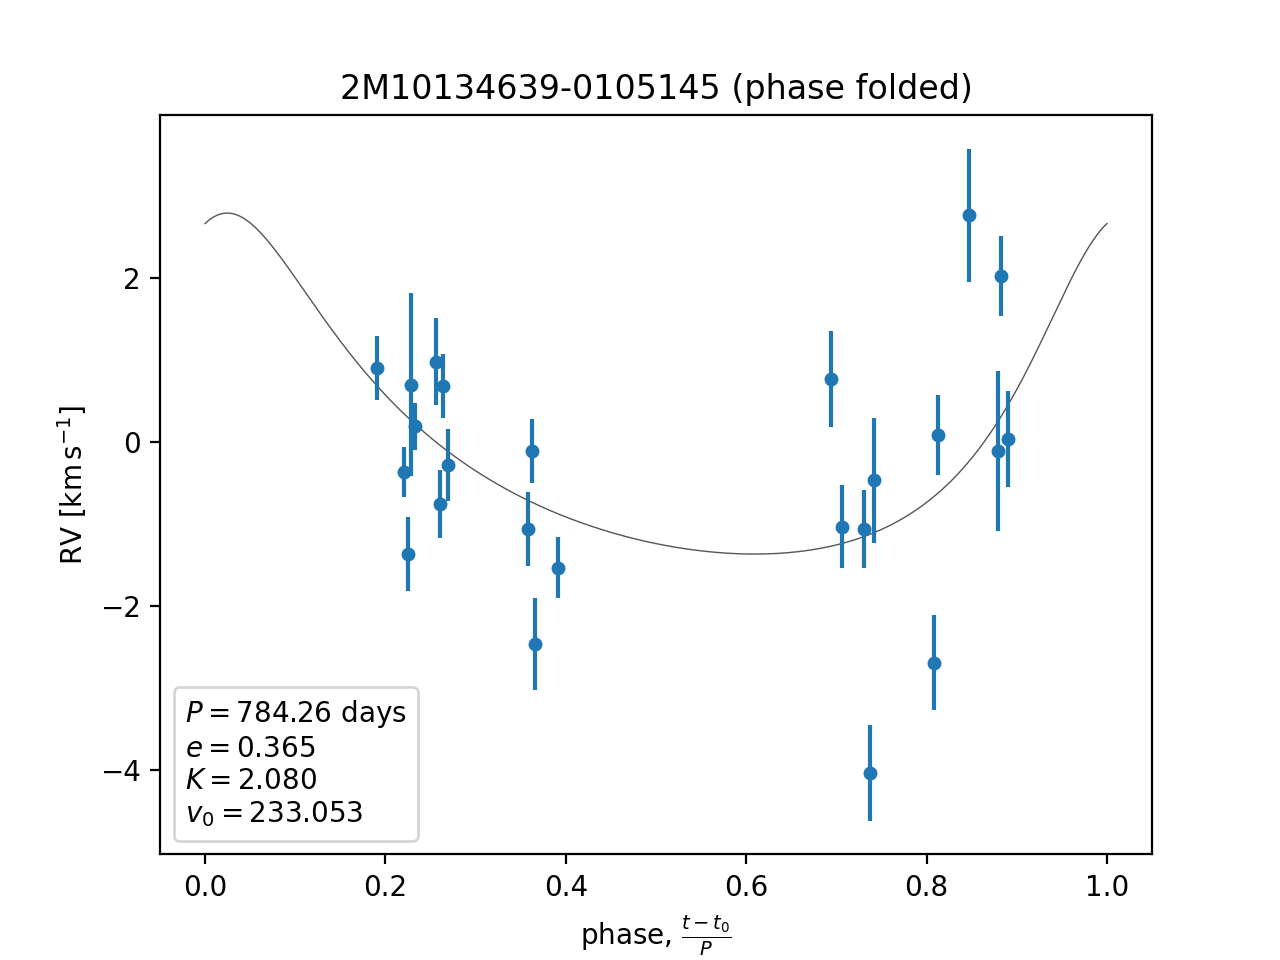 2M10134639-0105145 (phase folded)
RV [km s⁻¹]
2
0
−2
−4
P = 784.26 days
e = 0.365
K = 2.080
v₀ = 233.053
0.0 0.2 0.4 0.6 0.8 1.0
phase, (t − t₀)/P